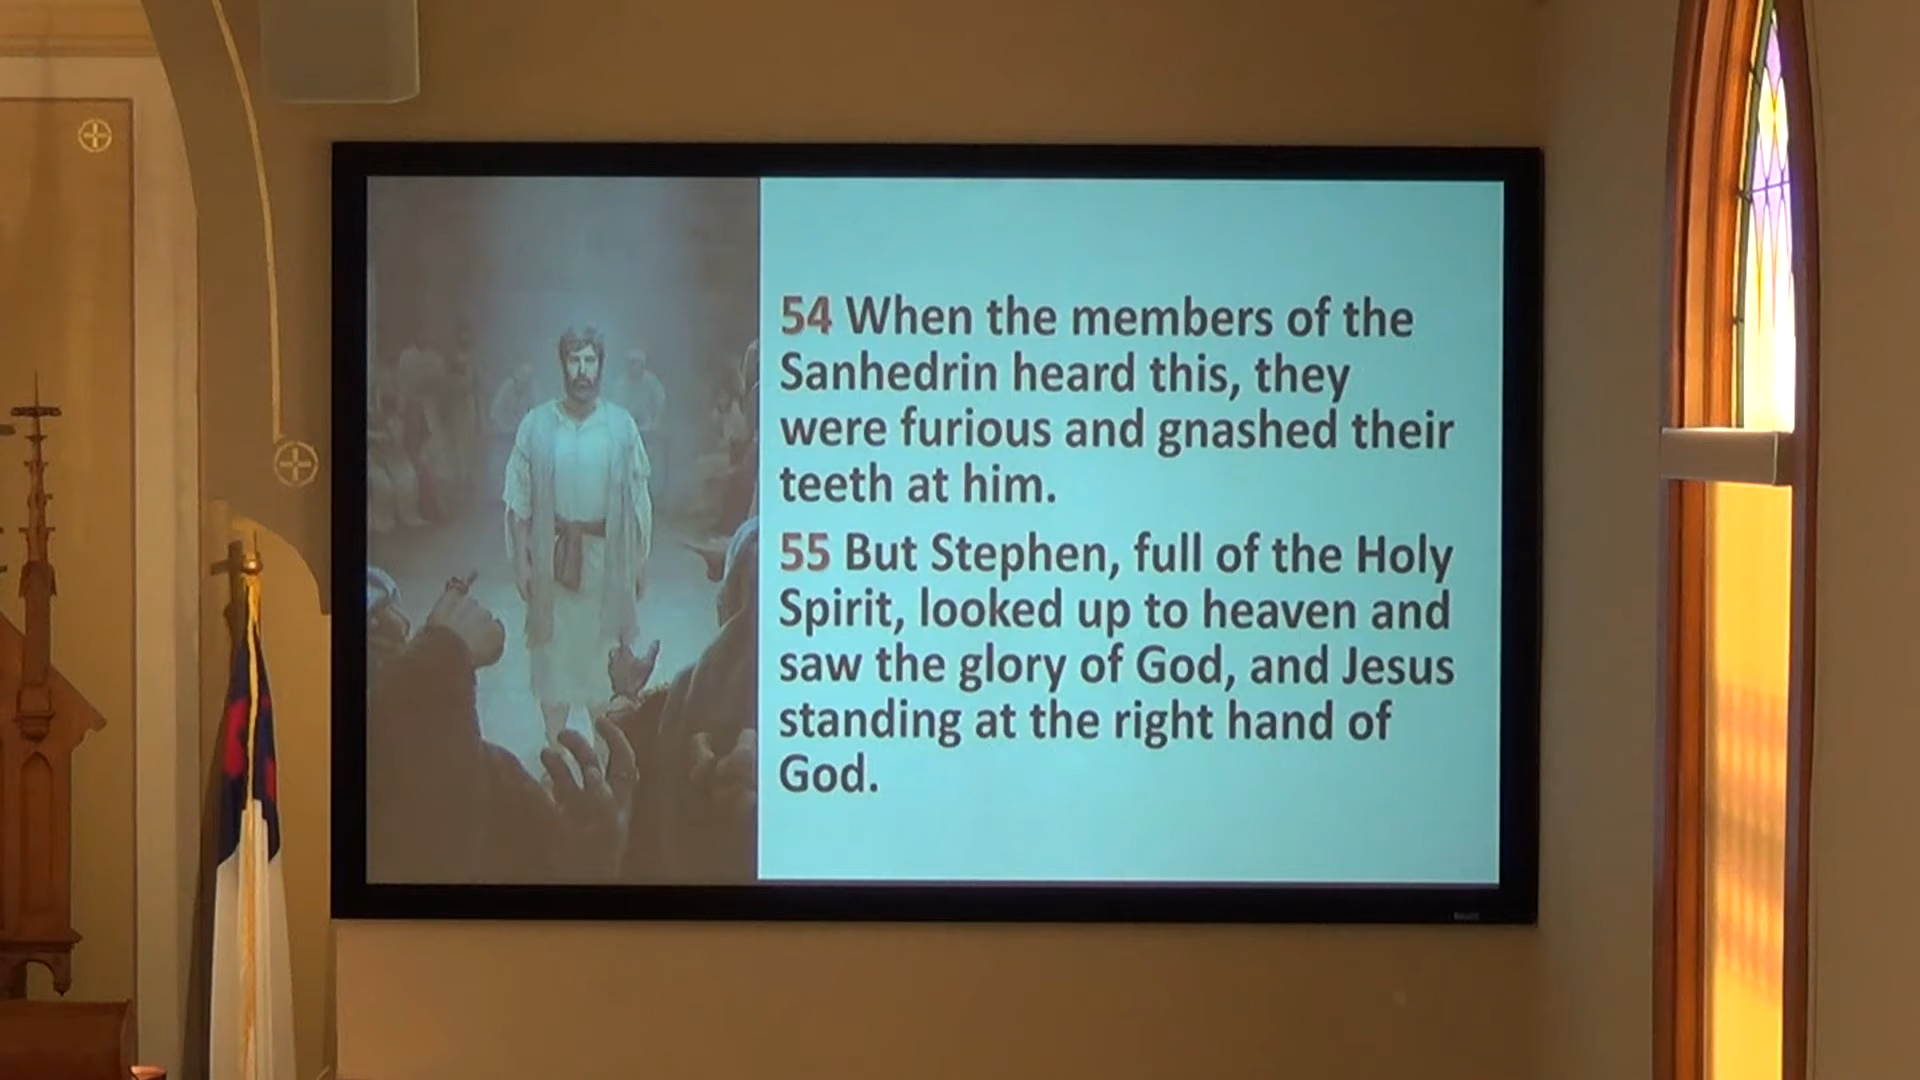 54 When the members of the
Sanhedrin heard this, they
were furious and gnashed their
teeth at him.
55 But Stephen, full of the Holy
Spirit, looked up to heaven and
saw the glory of God, and Jesus
standing at the right hand of
God.